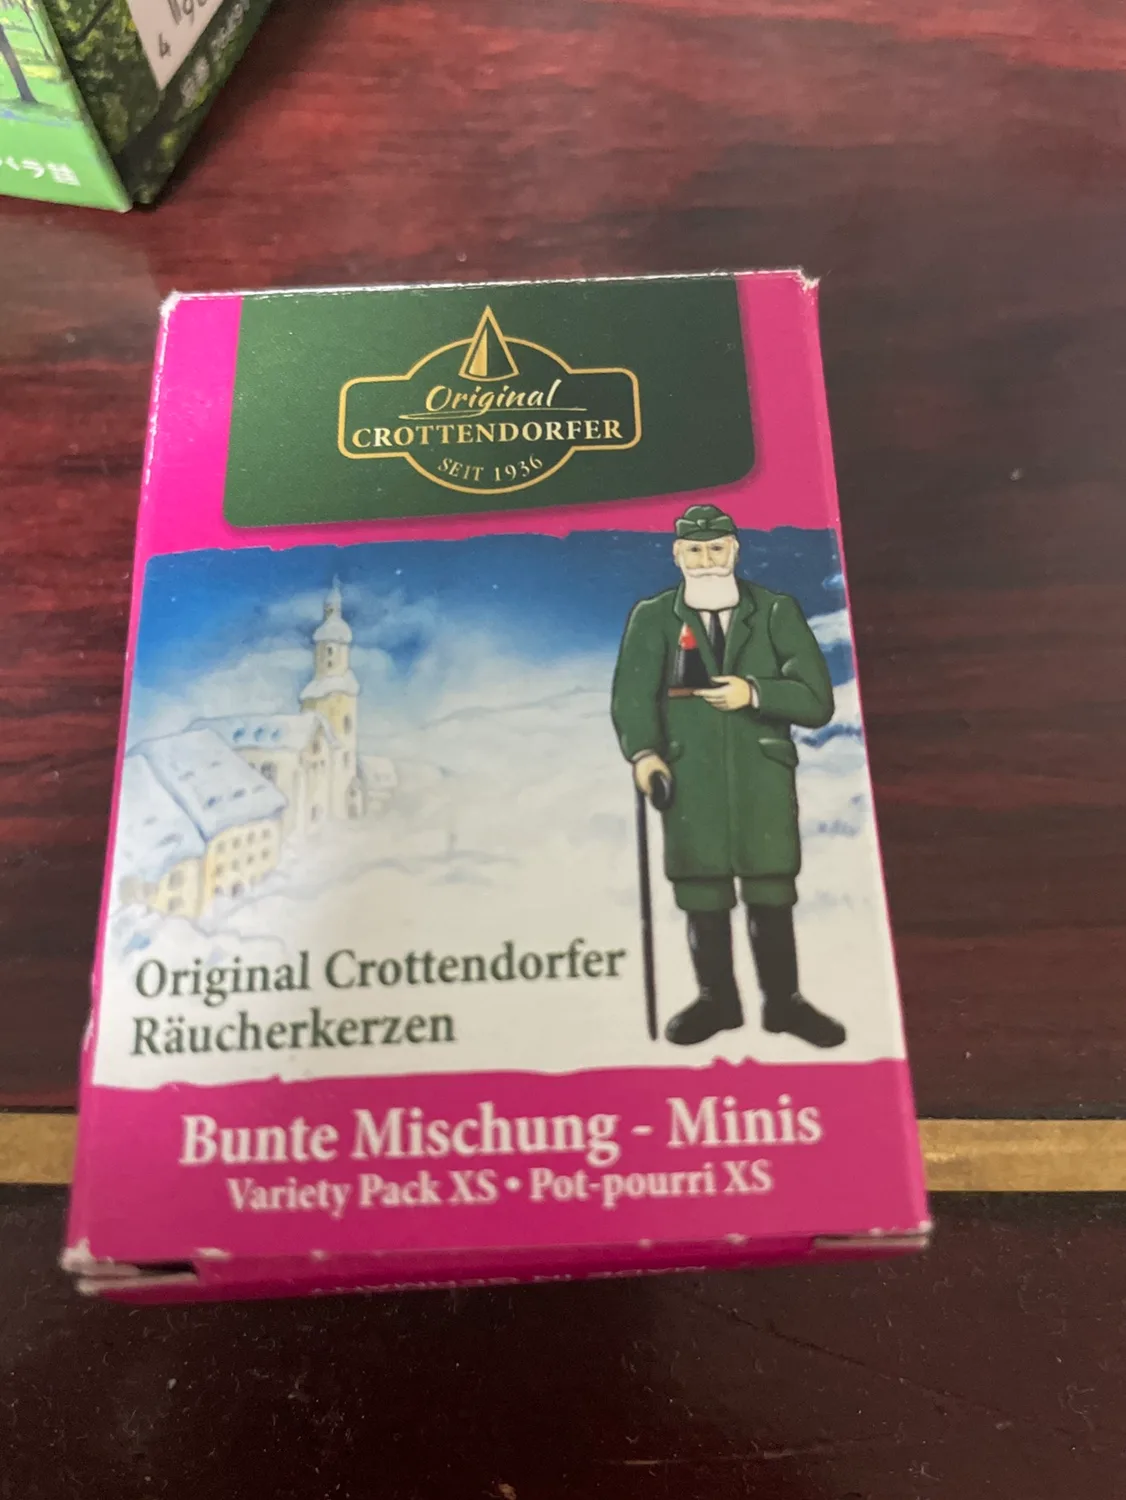 Original
CROTTENDORFER
SEIT 1936
Original Crottendorfer
Räucherkerzen
Bunte Mischung - Minis
Variety Pack XS • Pot-pourri XS